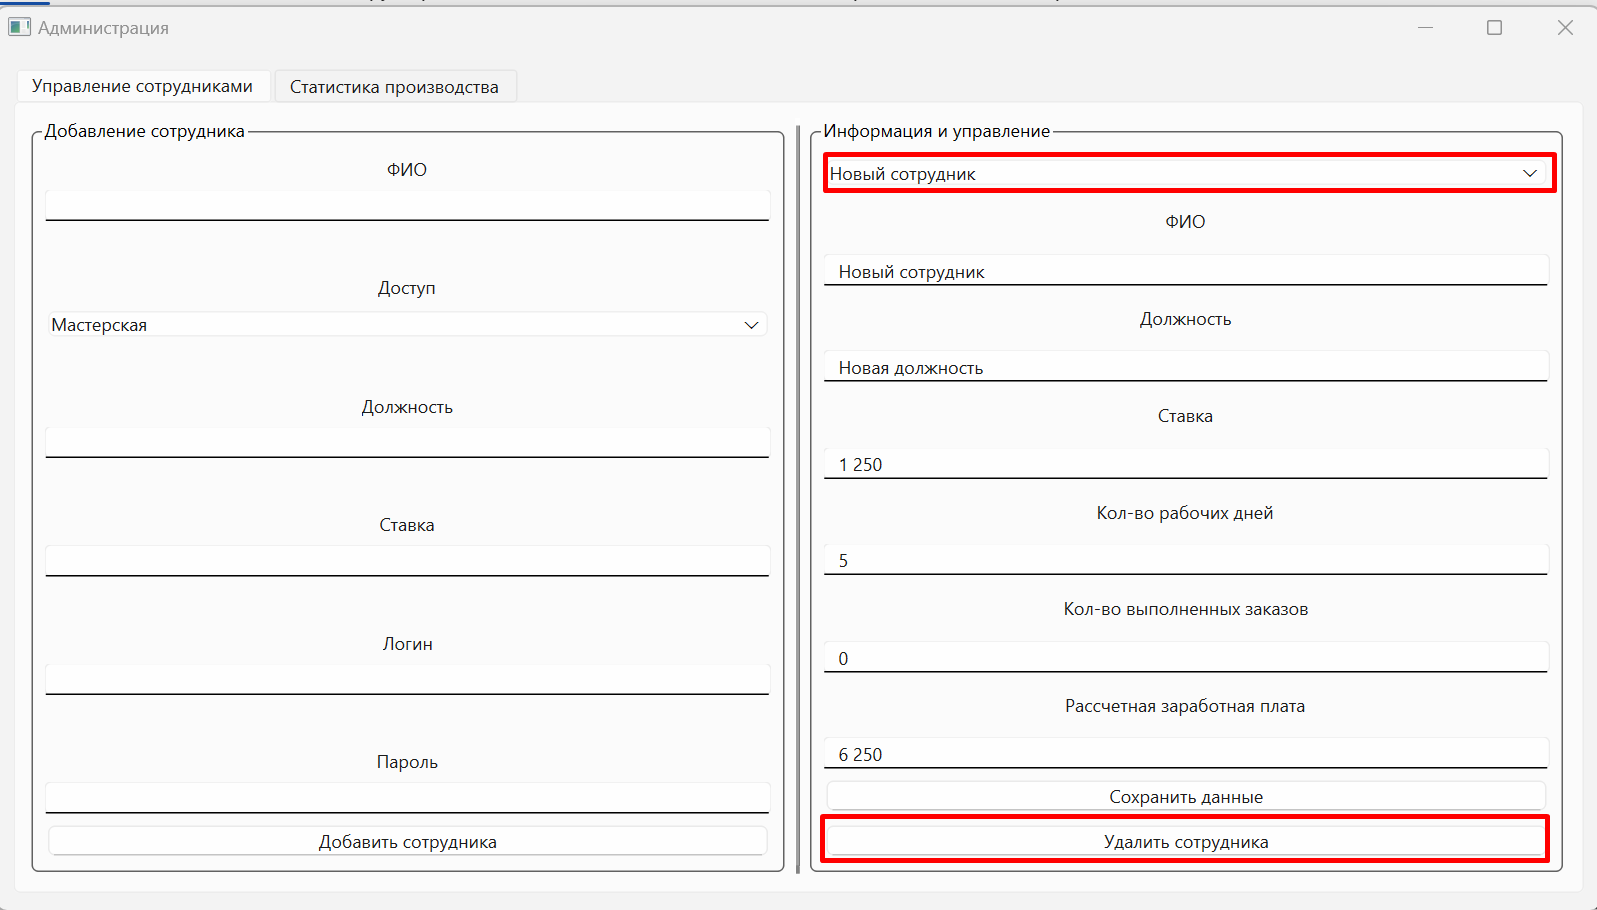 Администрация
Управление сотрудниками
Статистика производства
Добавление сотрудника
ФИО
Доступ
Мастерская
Должность
Ставка
Логин
Пароль
Добавить сотрудника
Информация и управление
Новый сотрудник
ФИО
Новый сотрудник
Должность
Новая должность
Ставка
1 250
Кол-во рабочих дней
5
Кол-во выполненных заказов
0
Рассчетная заработная плата
6 250
Сохранить данные
Удалить сотрудника